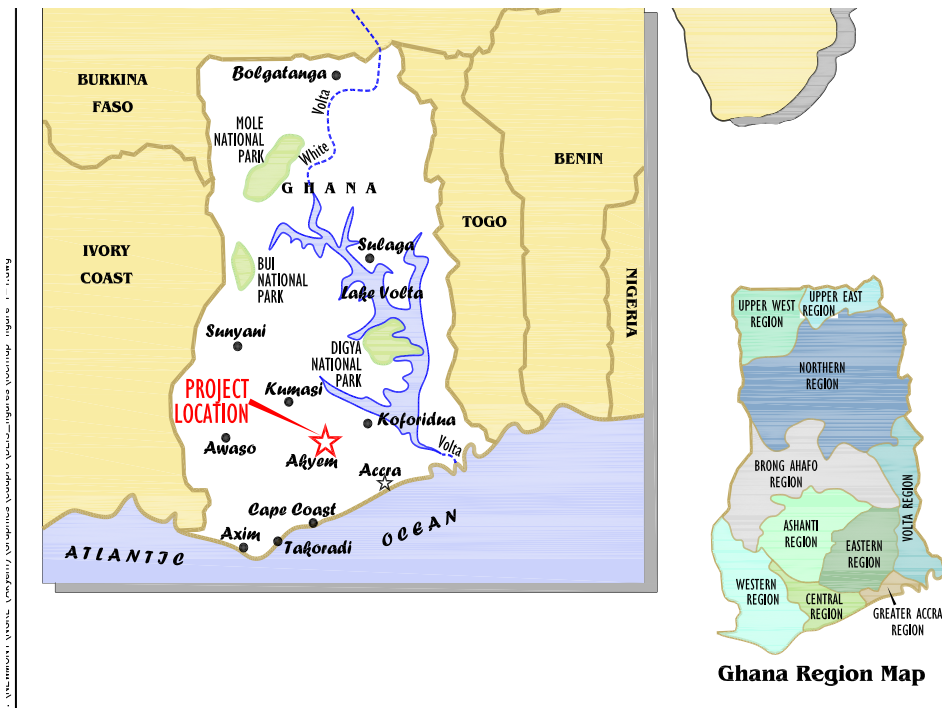 BURKINA
FASO
Bolgatanga
Volta
White
MOLE
NATIONAL
PARK
GHANA
BENIN
TOGO
IVORY
COAST
BUI
NATIONAL
PARK
Sulaga
Lake Volta
NIGERIA
Sunyani
DIGYA
NATIONAL
PARK
PROJECT
LOCATION
Kumasi
Koforidua
Awaso
Akyem
Volta
Accra
Cape Coast
Axim
Takoradi
ATLANTIC
OCEAN
UPPER WEST
REGION
UPPER EAST
REGION
NORTHERN
REGION
BRONG AHAFO
REGION
VOLTA REGION
ASHANTI
REGION
EASTERN
REGION
WESTERN
REGION
CENTRAL
REGION
GREATER ACCRA
REGION
Ghana Region Map